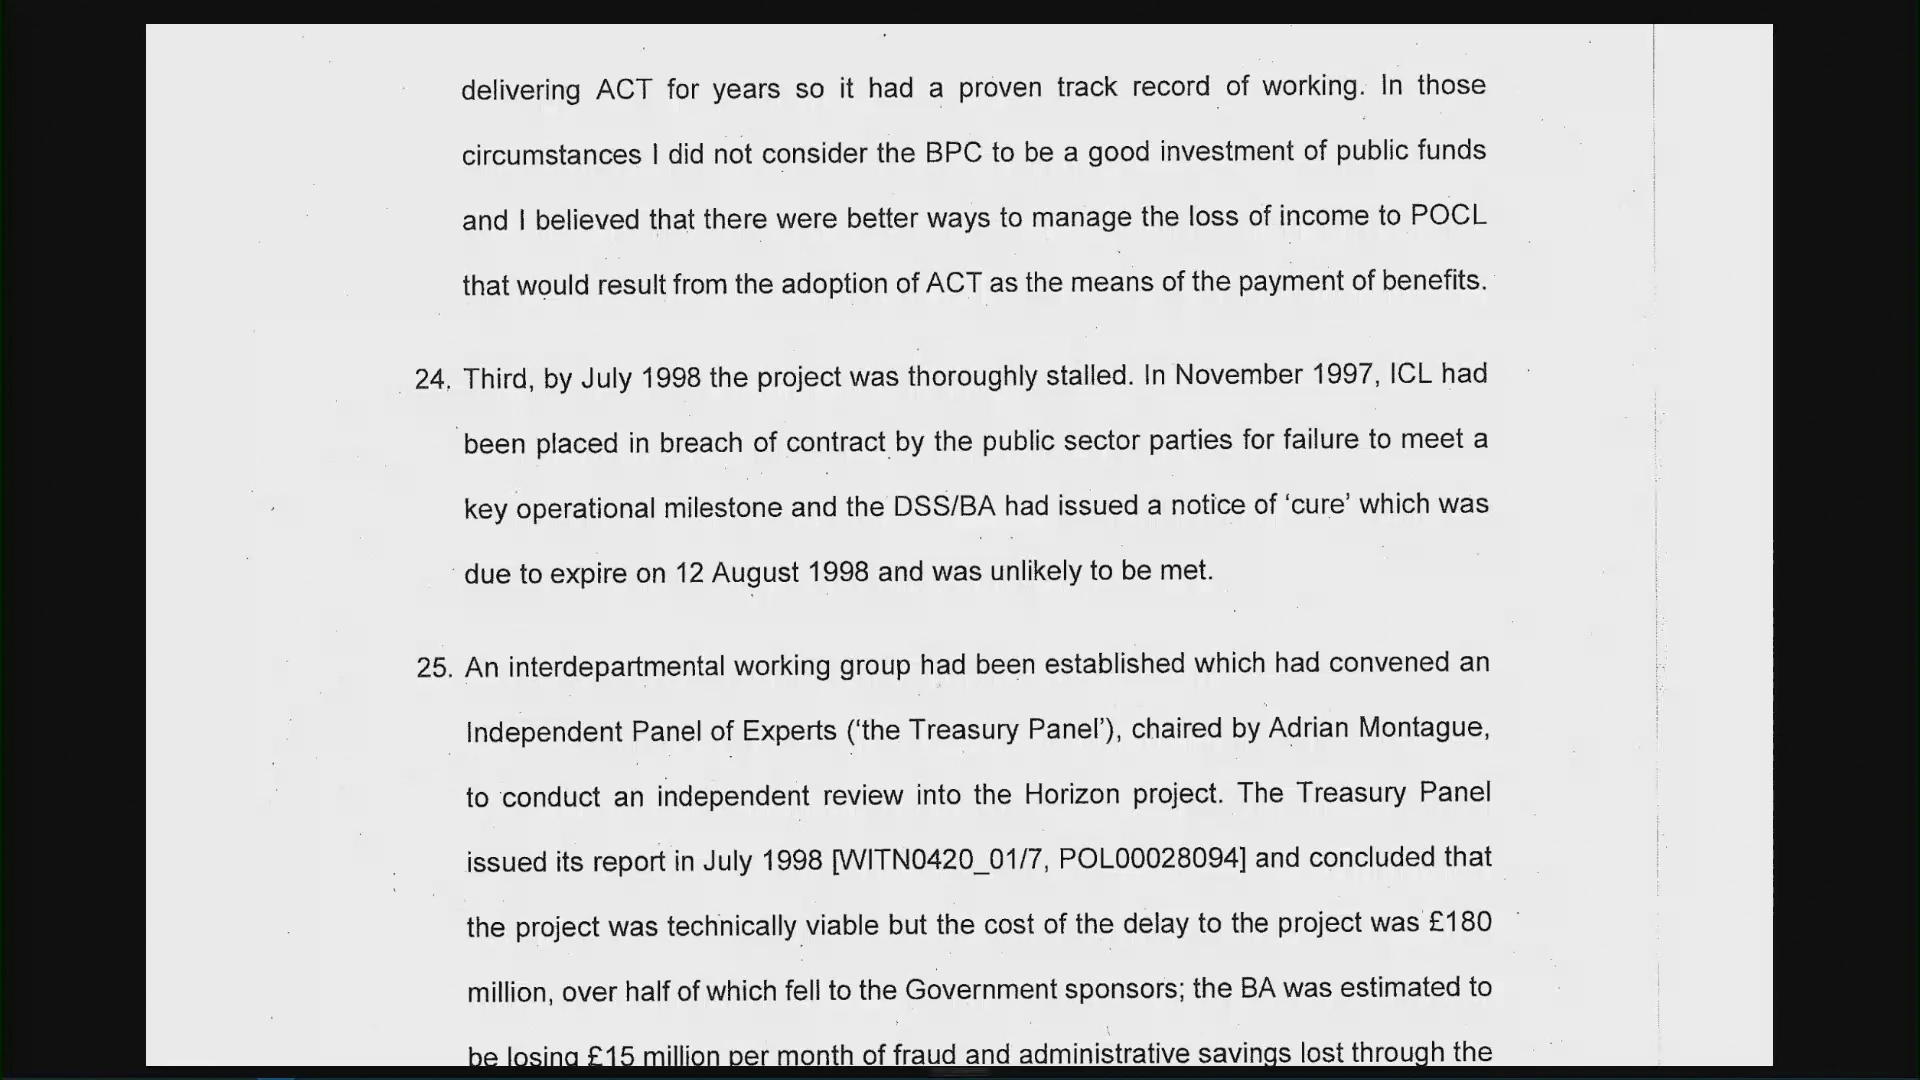 delivering ACT for years so it had a proven track record of working. In those
circumstances I did not consider the BPC to be a good investment of public funds
and I believed that there were better ways to manage the loss of income to POCL
that would result from the adoption of ACT as the means of the payment of benefits.
24. Third, by July 1998 the project was thoroughly stalled. In November 1997, ICL had
been placed in breach of contract by the public sector parties for failure to meet a
key operational milestone and the DSS/BA had issued a notice of ‘cure’ which was
due to expire on 12 August 1998 and was unlikely to be met.
25. An interdepartmental working group had been established which had convened an
Independent Panel of Experts (‘the Treasury Panel’), chaired by Adrian Montague,
to conduct an independent review into the Horizon project. The Treasury Panel
issued its report in July 1998 [WITN0420_01/7, POL00028094] and concluded that
the project was technically viable but the cost of the delay to the project was £180
million, over half of which fell to the Government sponsors; the BA was estimated to
be losing £15 million per month of fraud and administrative savings lost through the